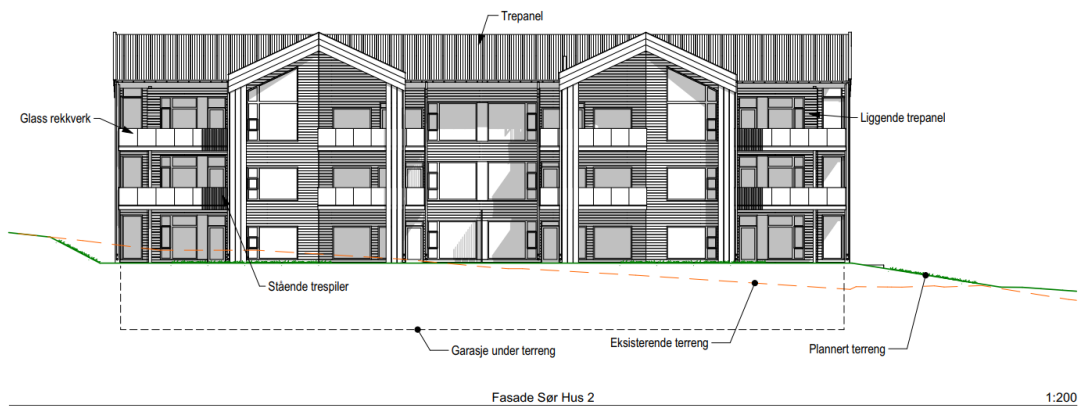 Trepanel
Glass rekkverk
Liggende trepanel
Stående trespiler
Garasje under terreng
Eksisterende terreng
Plannert terreng
Fasade Sør Hus 2
1:200